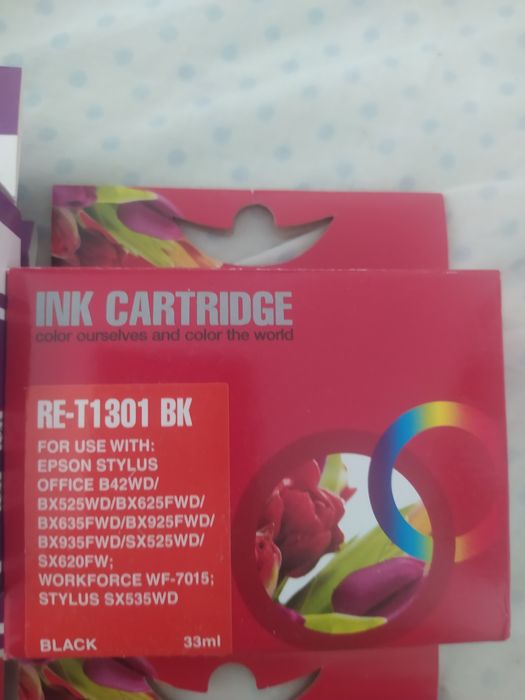 INK CARTRIDGE
color ourselves and color the world
RE-T1301 BK
FOR USE WITH:
EPSON STYLUS
OFFICE B42WD/
BX525WD/BX625FWD/
BX635FWD/BX925FWD/
BX935FWD/SX525WD/
SX620FW;
WORKFORCE WF-7015;
STYLUS SX535WD
BLACK 33ml